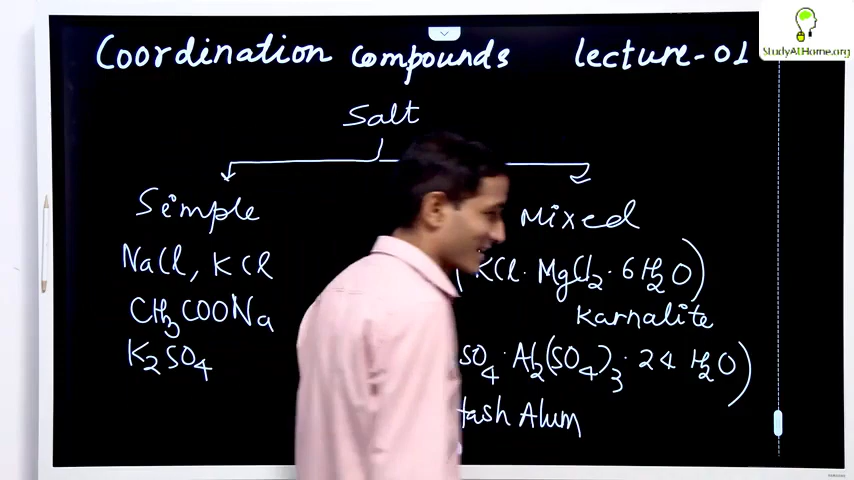 Coordination compounds lecture-01
StudyAtHome.org
Salt
Simple
Mixed
NaCl, KCl
KCl · MgCl₂ · 6H₂O)
CH₃COONa
Karnalite
K₂SO₄
SO₄ · Al₂(SO₄)₃ · 24 H₂O)
tash Alum